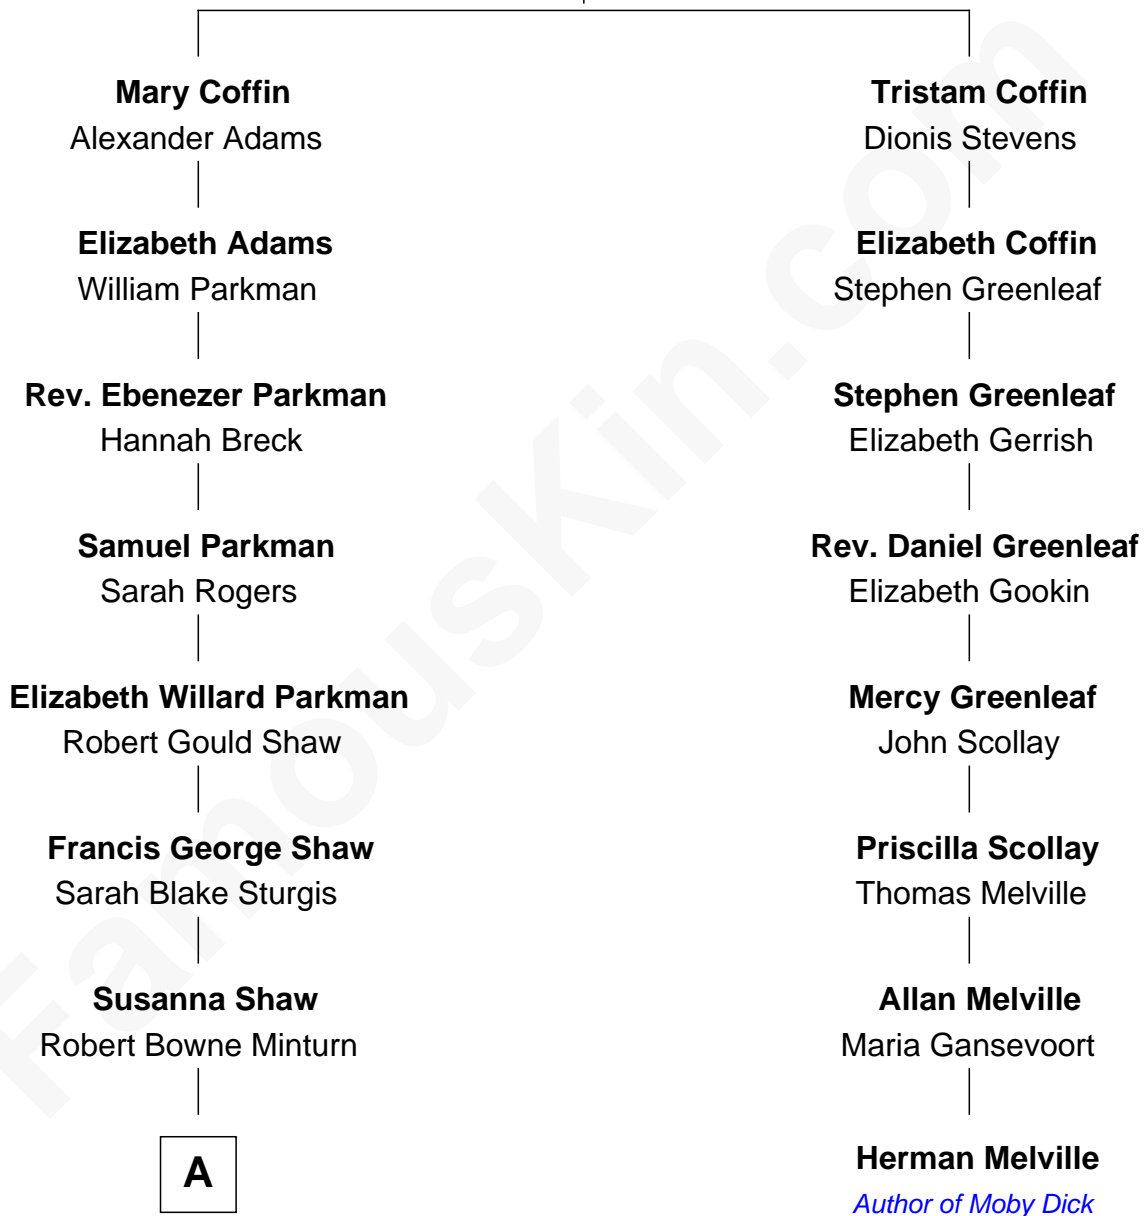 Mary Coffin
Alexander Adams
Elizabeth Adams
William Parkman
Rev. Ebenezer Parkman
Hannah Breck
Samuel Parkman
Sarah Rogers
Elizabeth Willard Parkman
Robert Gould Shaw
Francis George Shaw
Sarah Blake Sturgis
Susanna Shaw
Robert Bowne Minturn
A
Tristam Coffin
Dionis Stevens
Elizabeth Coffin
Stephen Greenleaf
Stephen Greenleaf
Elizabeth Gerrish
Rev. Daniel Greenleaf
Elizabeth Gookin
Mercy Greenleaf
John Scollay
Priscilla Scollay
Thomas Melville
Allan Melville
Maria Gansevoort
Herman Melville
Author of Moby Dick
FamousKin.com